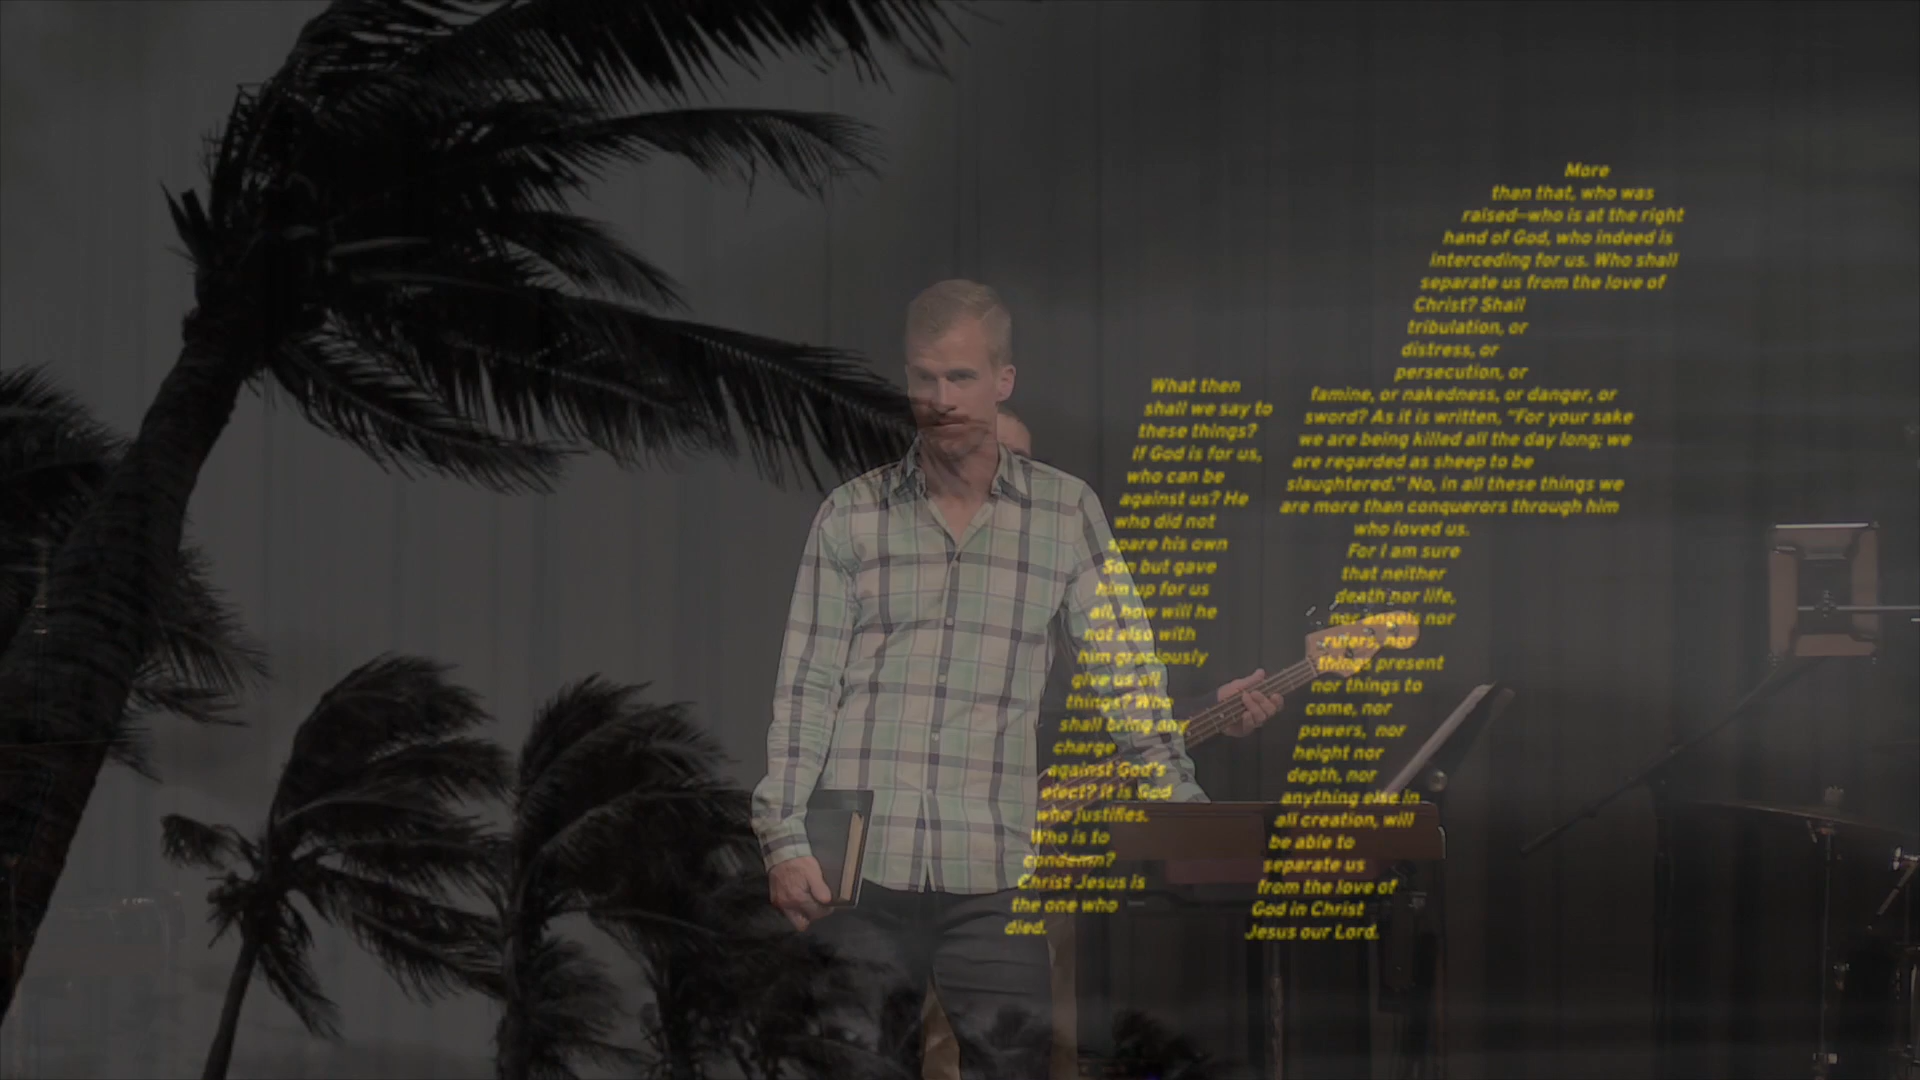 What then
shall we say to
these things?
If God is for us,
who can be
against us? He
who did not
spare his own
Son but gave
him up for us
all, how will he
not also with
him graciously
give us all
things? Who
shall bring any
charge
against God's
elect? It is God
who justifies.
Who is to
condemn?
Christ Jesus is
the one who
died.
More
than that, who was
raised—who is at the right
hand of God, who indeed is
interceding for us. Who shall
separate us from the love of
Christ? Shall
tribulation, or
distress, or
persecution, or
famine, or nakedness, or danger, or
sword? As it is written, "For your sake
we are being killed all the day long; we
are regarded as sheep to be
slaughtered." No, in all these things we
are more than conquerors through him
who loved us.
For I am sure
that neither
death nor life,
nor angels nor
rulers, nor
things present
nor things to
come, nor
powers, nor
height nor
depth, nor
anything else in
all creation, will
be able to
separate us
from the love of
God in Christ
Jesus our Lord.